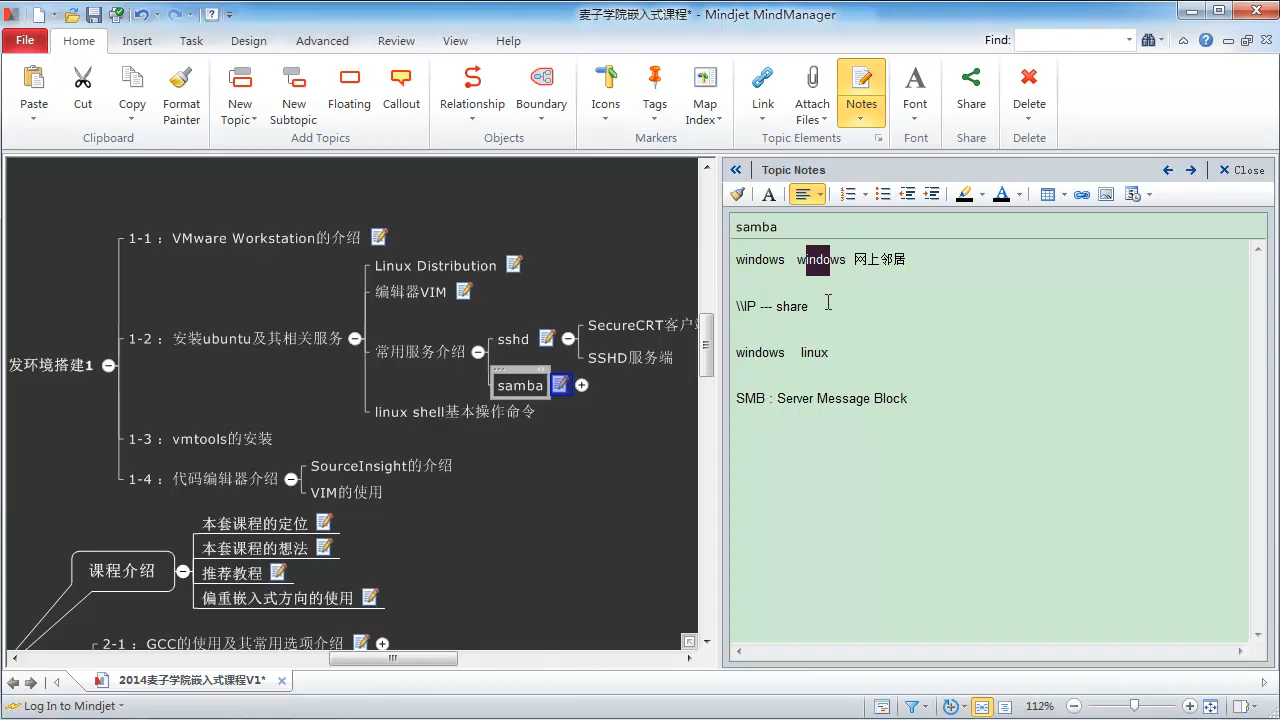 麦子学院嵌入式课程* - Mindjet MindManager
File Home Insert Task Design Advanced Review View Help Find:
Paste Cut Copy Format Painter
Clipboard
New Topic New Subtopic Floating Callout
Add Topics
Relationship Boundary
Objects
Icons Tags Map Index
Markers
Link Attach Files Notes
Topic Elements
Font
Font
Share
Share
Delete
Delete
1-1： VMware Workstation的介绍
Linux Distribution
编辑器VIM
1-2： 安装ubuntu及其相关服务
常用服务介绍
sshd
SecureCRT客户端
SSHD服务端
samba
linux shell基本操作命令
发环境搭建1
1-3： vmtools的安装
1-4： 代码编辑器介绍
SourceInsight的介绍
VIM的使用
课程介绍
本套课程的定位
本套课程的想法
推荐教程
偏重嵌入式方向的使用
2-1： GCC的使用及其常用选项介绍
Topic Notes Close
samba
windows windows 网上邻居
\\IP --- share
windows linux
SMB : Server Message Block
2014麦子学院嵌入式课程V1*
Log In to Mindjet 112%